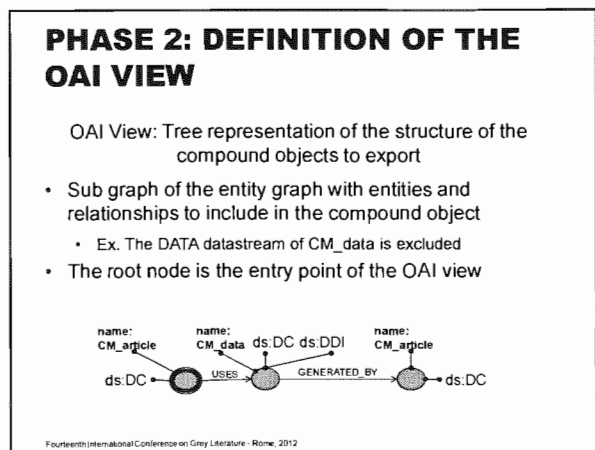 PHASE 2: DEFINITION OF THE
OAI VIEW
OAI View: Tree representation of the structure of the
compound objects to export
• Sub graph of the entity graph with entities and
relationships to include in the compound object
• Ex. The DATA datastream of CM_data is excluded
• The root node is the entry point of the OAI view
name: name: name:
CM_article CM_data ds:DC ds:DDI CM_article
ds:DC USES GENERATED_BY ds:DC
Fourteenth International Conference on Grey Literature - Rome, 2012